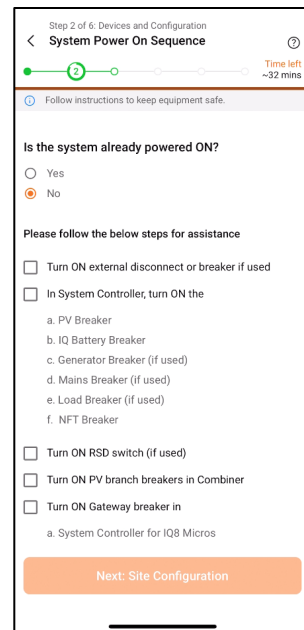 Step 2 of 6: Devices and Configuration
System Power On Sequence
2
Time left
~32 mins
Follow instructions to keep equipment safe.
Is the system already powered ON?
Yes
No
Please follow the below steps for assistance
Turn ON external disconnect or breaker if used
In System Controller, turn ON the
a. PV Breaker
b. IQ Battery Breaker
c. Generator Breaker (if used)
d. Mains Breaker (if used)
e. Load Breaker (if used)
f. NFT Breaker
Turn ON RSD switch (if used)
Turn ON PV branch breakers in Combiner
Turn ON Gateway breaker in
a. System Controller for IQ8 Micros
Next: Site Configuration